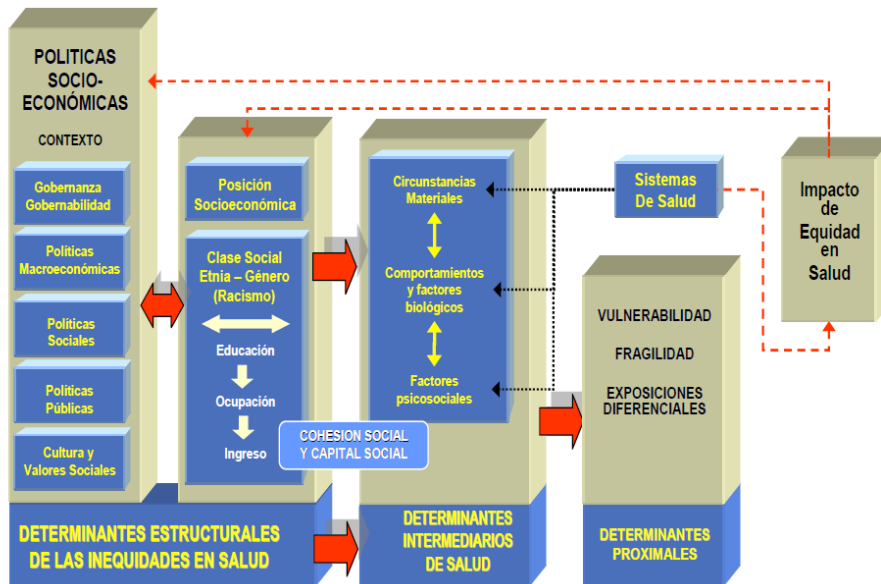 POLITICAS
SOCIO-
ECONÓMICAS
CONTEXTO
Gobernanza
Gobernabilidad
Políticas
Macroeconómicas
Políticas
Sociales
Políticas
Públicas
Cultura y
Valores Sociales
Posición
Socioeconómica
Clase Social
Etnia – Género
(Racismo)
Educación
Ocupación
Ingreso
COHESION SOCIAL
Y CAPITAL SOCIAL
DETERMINANTES ESTRUCTURALES
DE LAS INEQUIDADES EN SALUD
Circunstancias
Materiales
Comportamientos
y factores
biológicos
Factores
psicosociales
DETERMINANTES
INTERMEDIARIOS
DE SALUD
Sistemas
De Salud
VULNERABILIDAD
FRAGILIDAD
EXPOSICIONES
DIFERENCIALES
DETERMINANTES
PROXIMALES
Impacto
de
Equidad
en
Salud